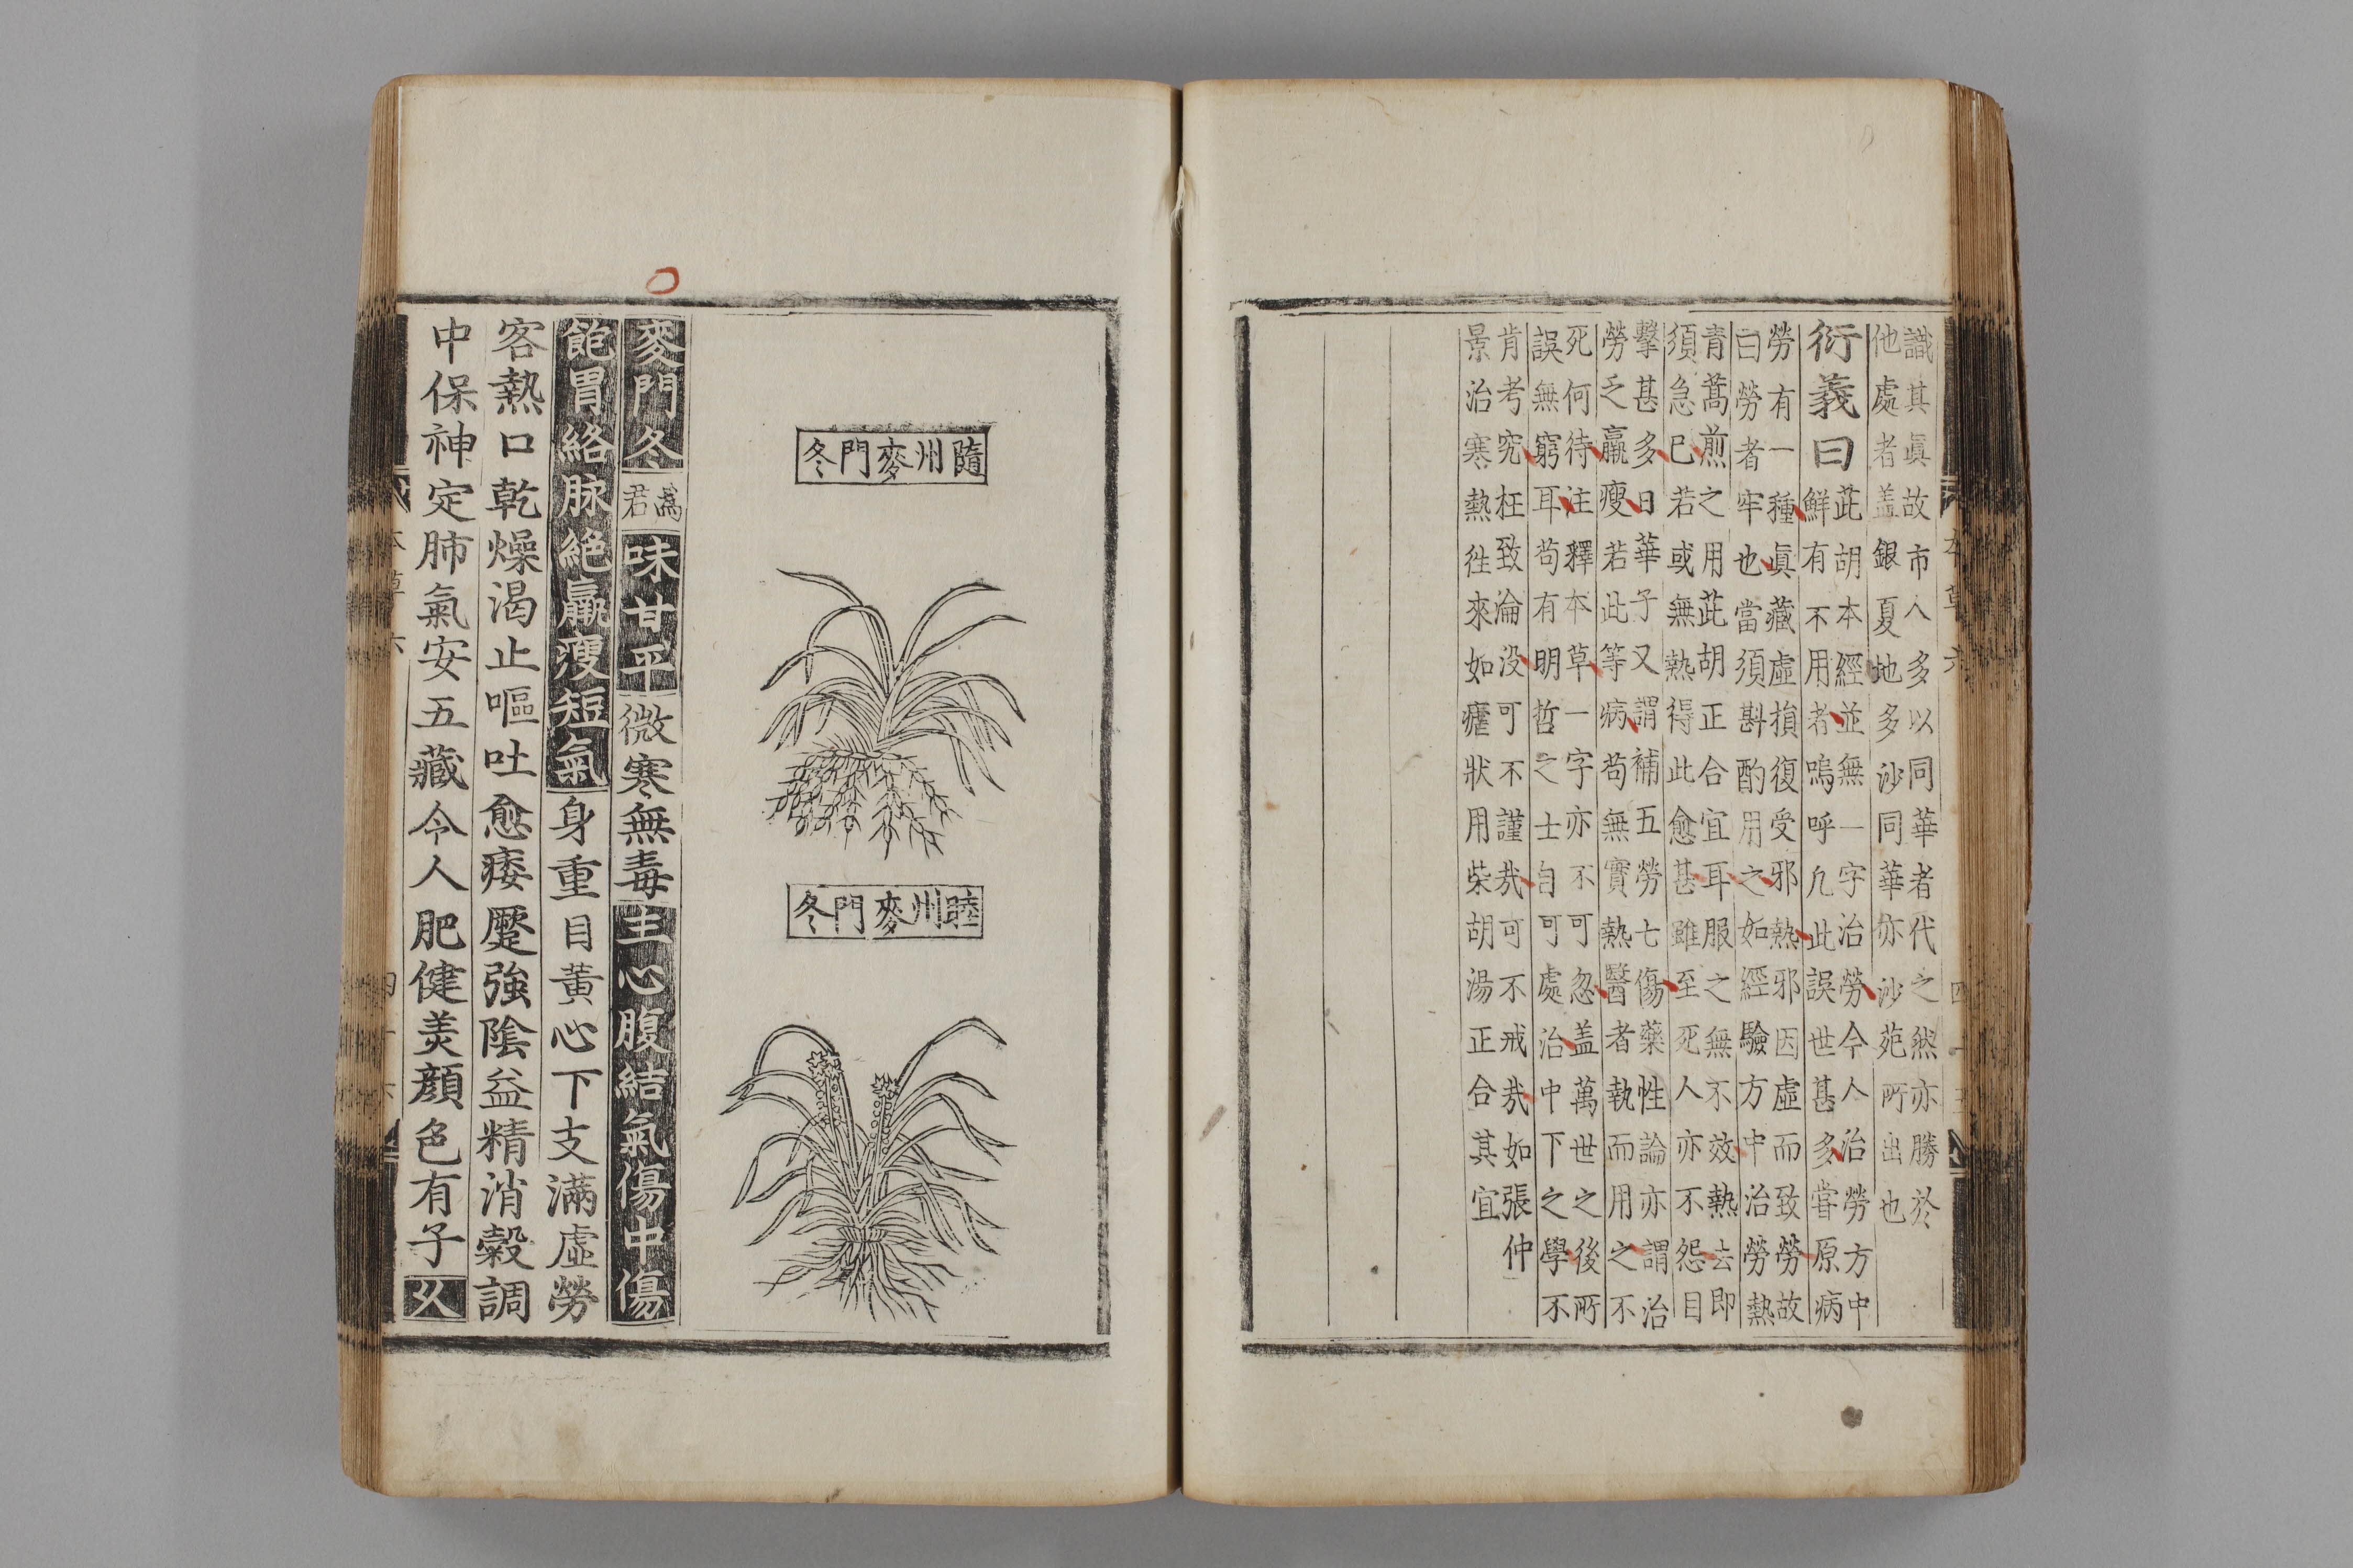 識其眞故市人多以同華者代之然亦勝於
他處者盖銀夏地多沙同華亦沙苑所出也
衍義曰
茈胡本經並無一字治勞今人治勞方中
鮮有不用者嗚呼凢此誤世甚多嘗原病
勞有一種眞藏虛損復受邪熱邪因虛而致勞故
曰勞者牢也當須斟酌用之如經驗方中治勞熱
青蒿煎之用茈胡正合宜耳服之無不效熱去即
須急已若或無熱得此愈甚雖至死人亦不怨目
擊甚多日華子又謂補五勞七傷藥性論亦謂治
勞乏羸瘦若此等病苟無實熱醫者執而用之不
死何待注釋本草一字亦不可忽盖萬世之後所
誤無窮耳苟有明哲之士自可處治中下之學不
肯考究枉致淪没可不謹哉可不戒哉如張仲
景治寒熱徃來如瘧狀用柴胡湯正合其宜
隨州麥門冬
睦州麥門冬
麥門冬君爲味甘平微寒無毒主心腹結氣傷中傷
飽胃絡脉絶羸瘦短氣身重目黃心下支滿虛勞
客熱口乾燥渴止嘔吐愈痿蹷強陰益精消穀調
中保神定肺氣安五藏令人肥健美顏色有子久